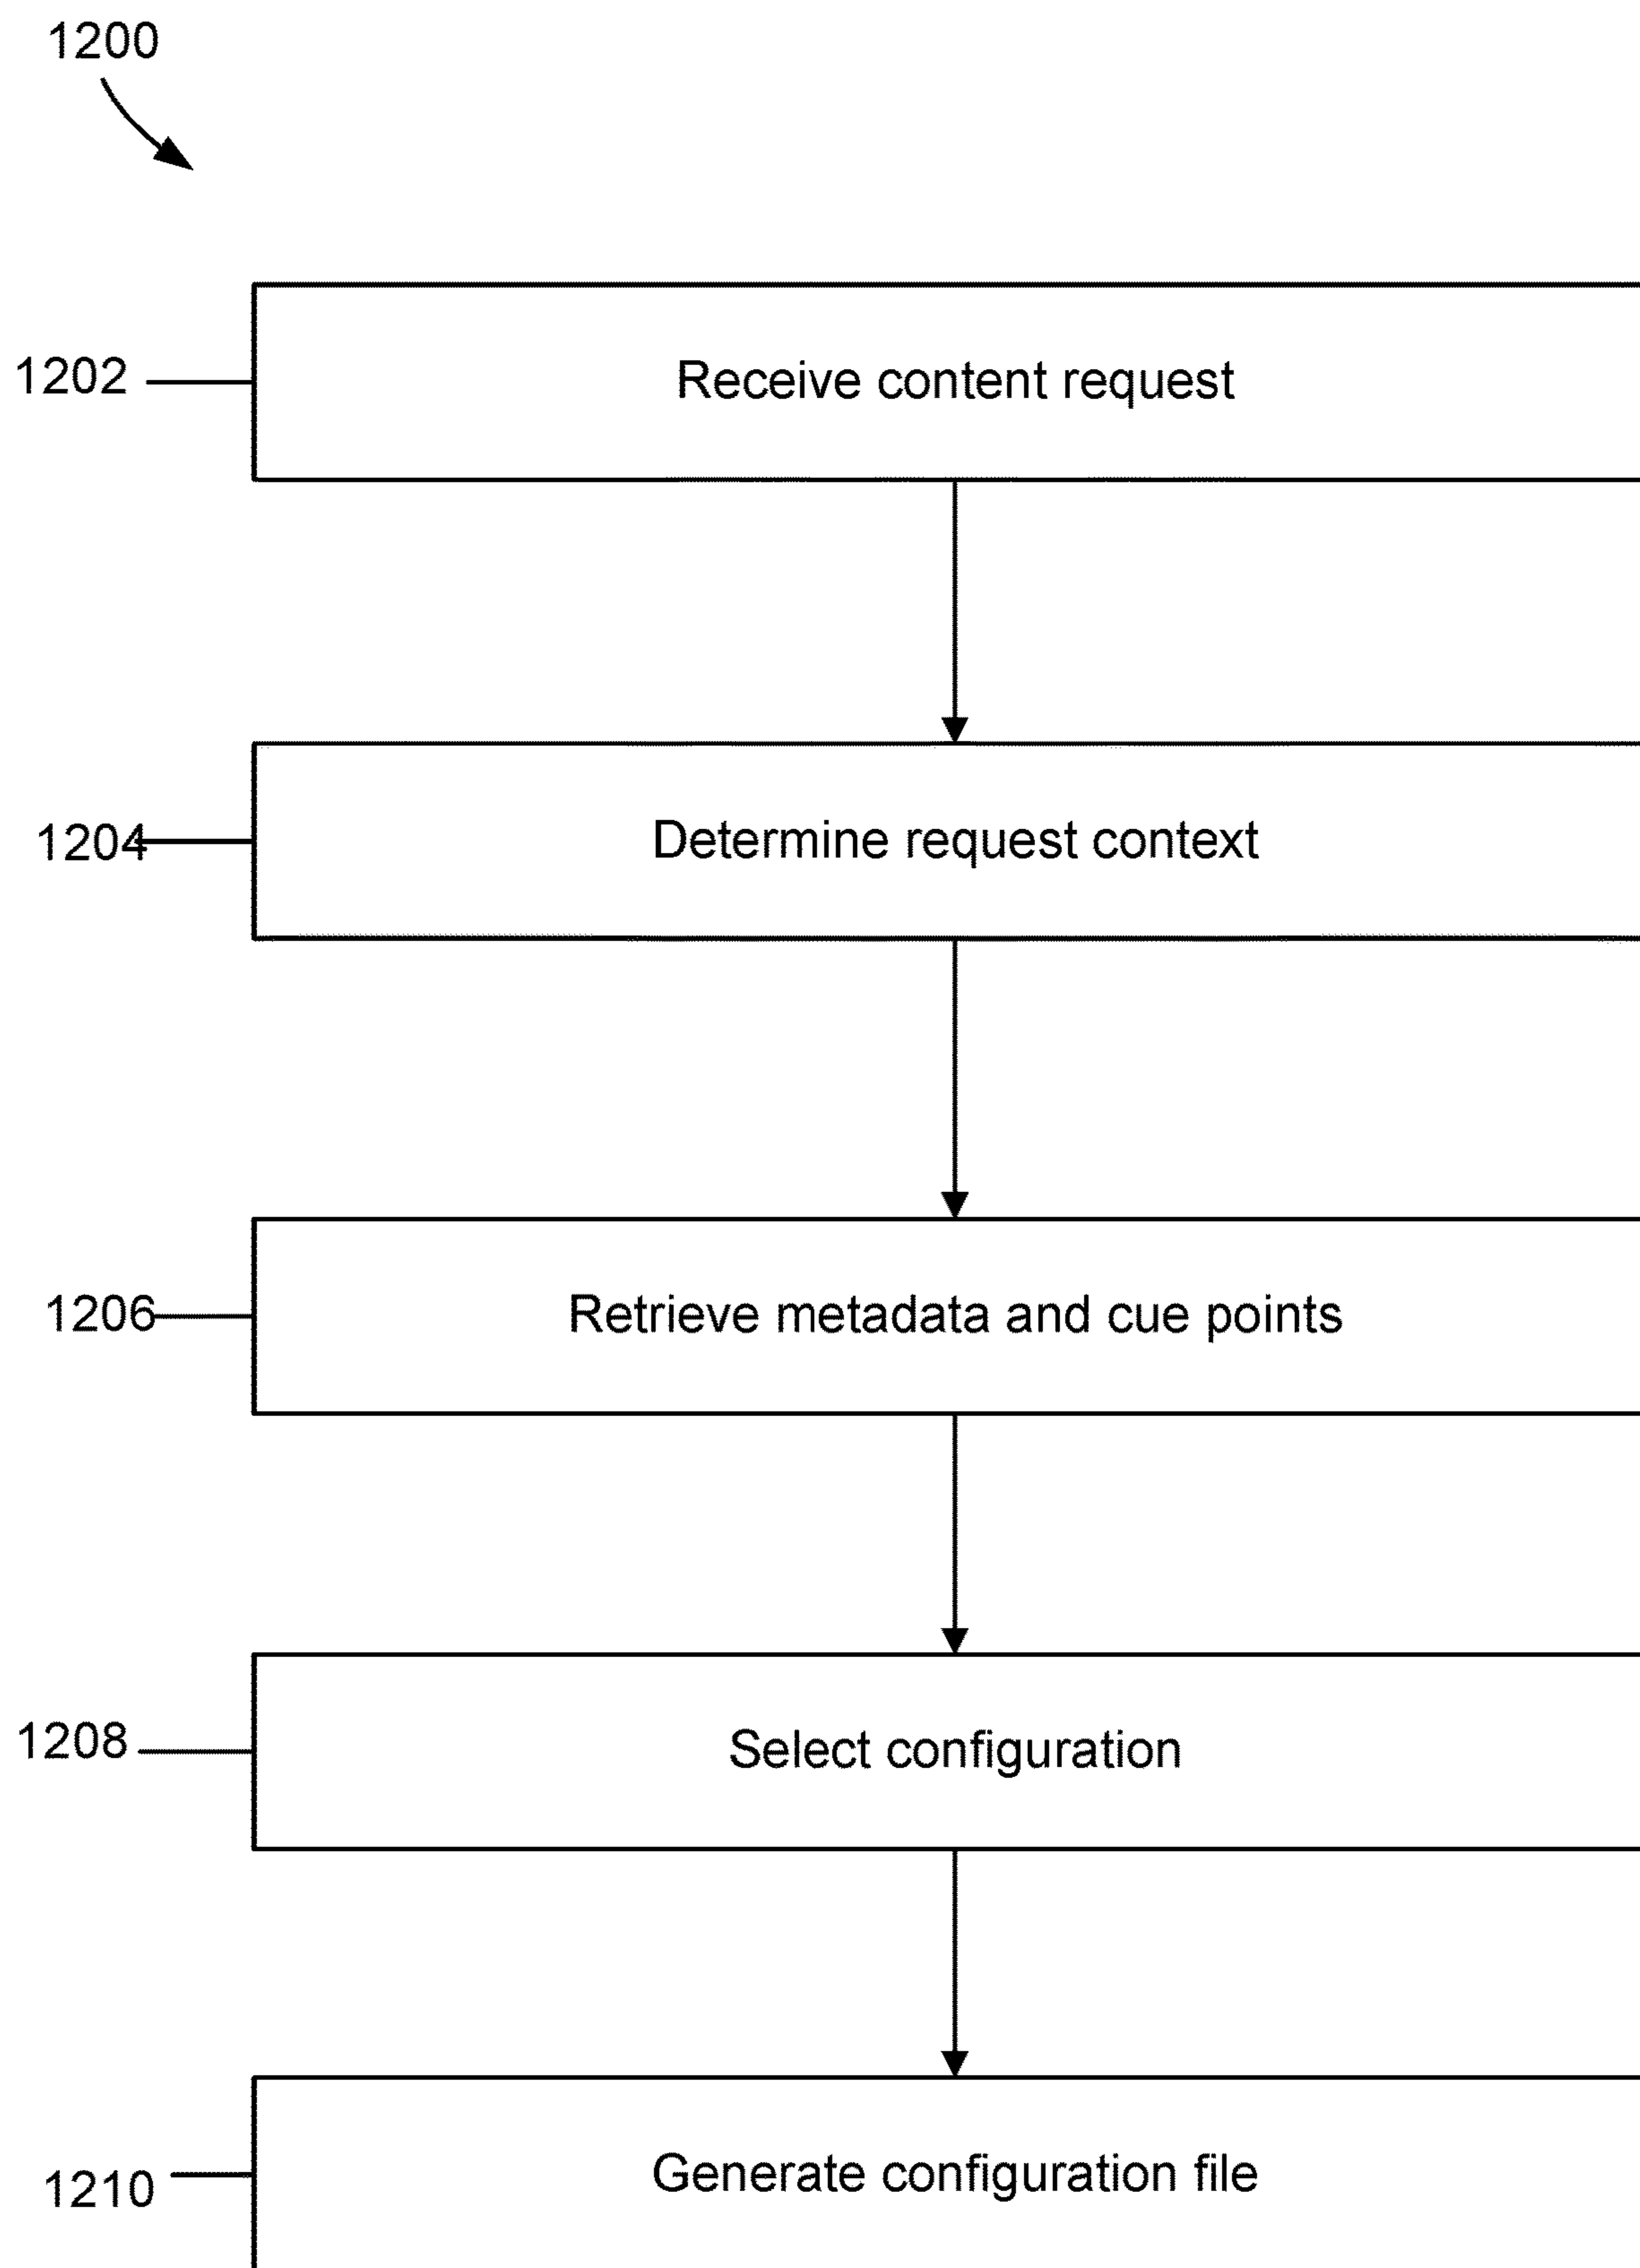 1200
1202
Receive content request
1204
Determine request context
1206
Retrieve metadata and cue points
1208
Select configuration
1210
Generate configuration file